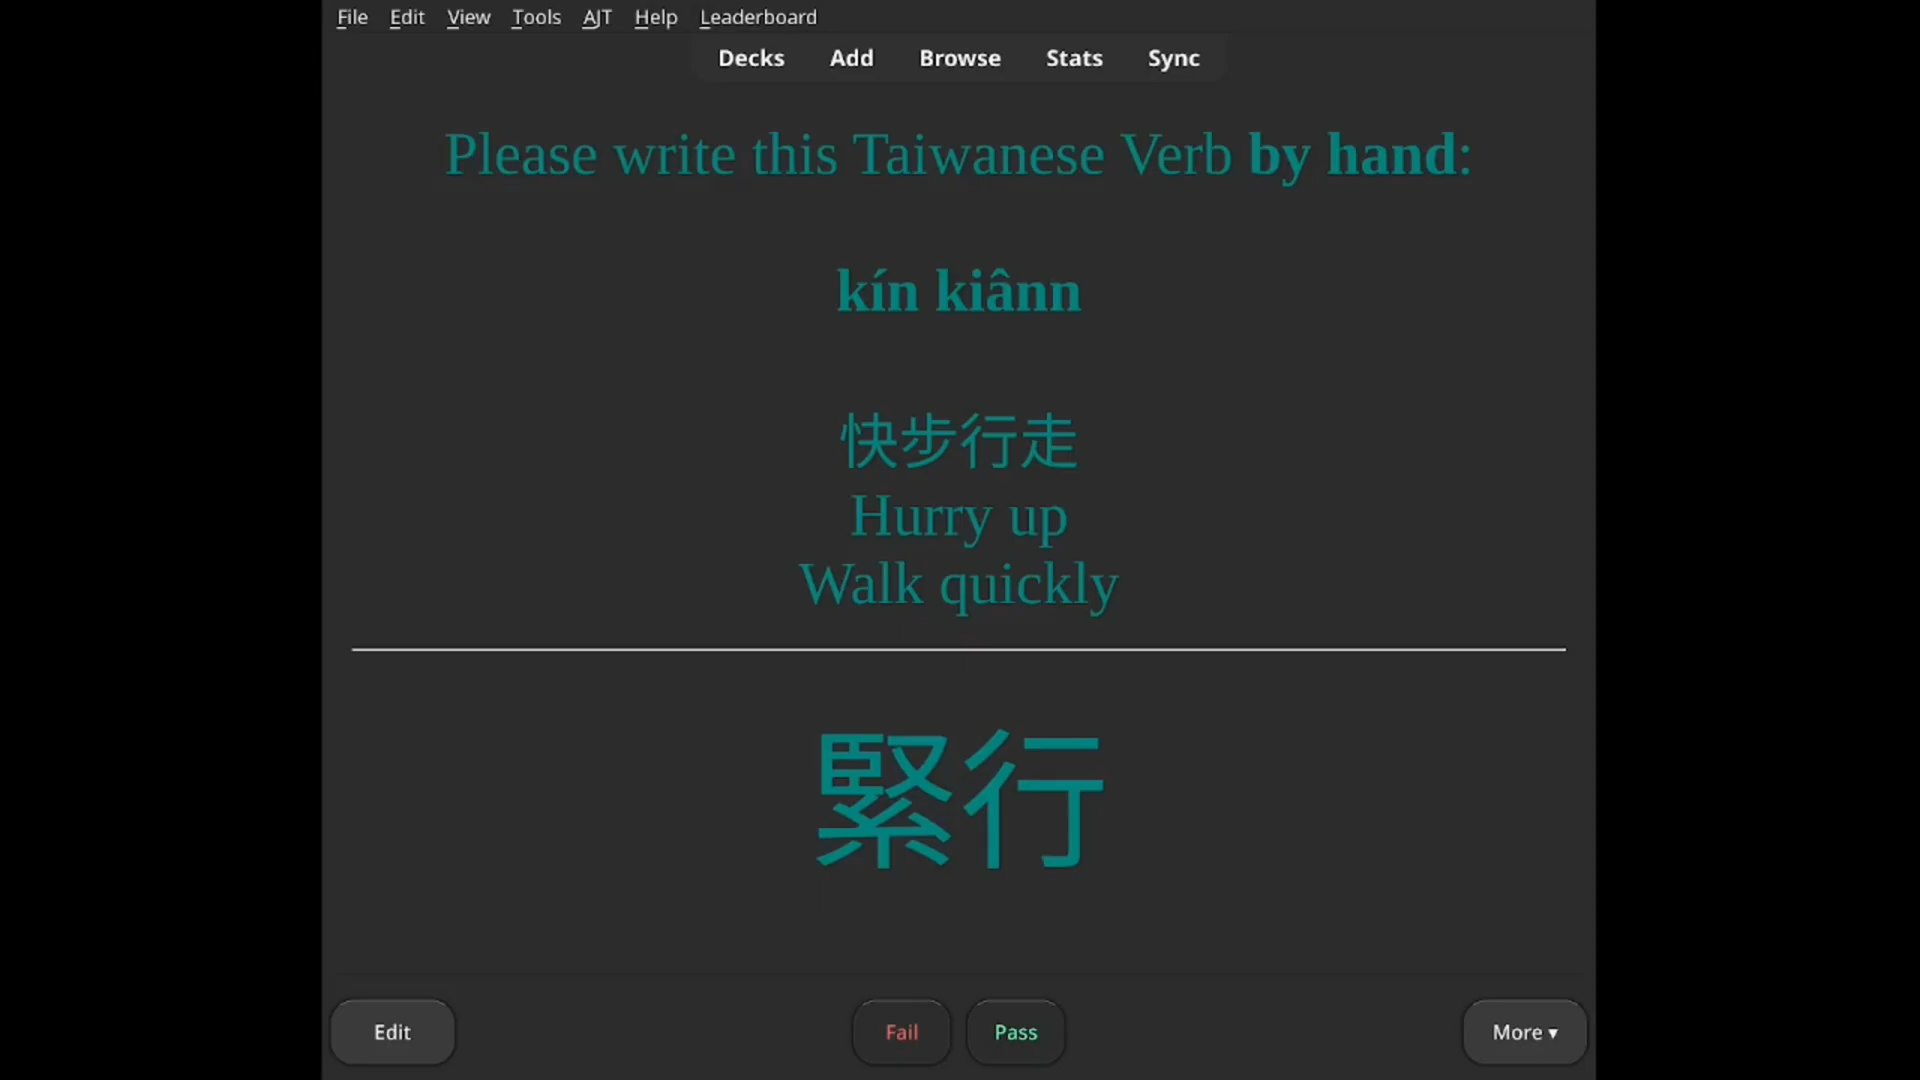 File Edit View Tools AJT Help Leaderboard
Decks Add Browse Stats Sync
Please write this Taiwanese Verb by hand:
kín kiânn
快步行走
Hurry up
Walk quickly
緊行
Edit Fail Pass More ▾